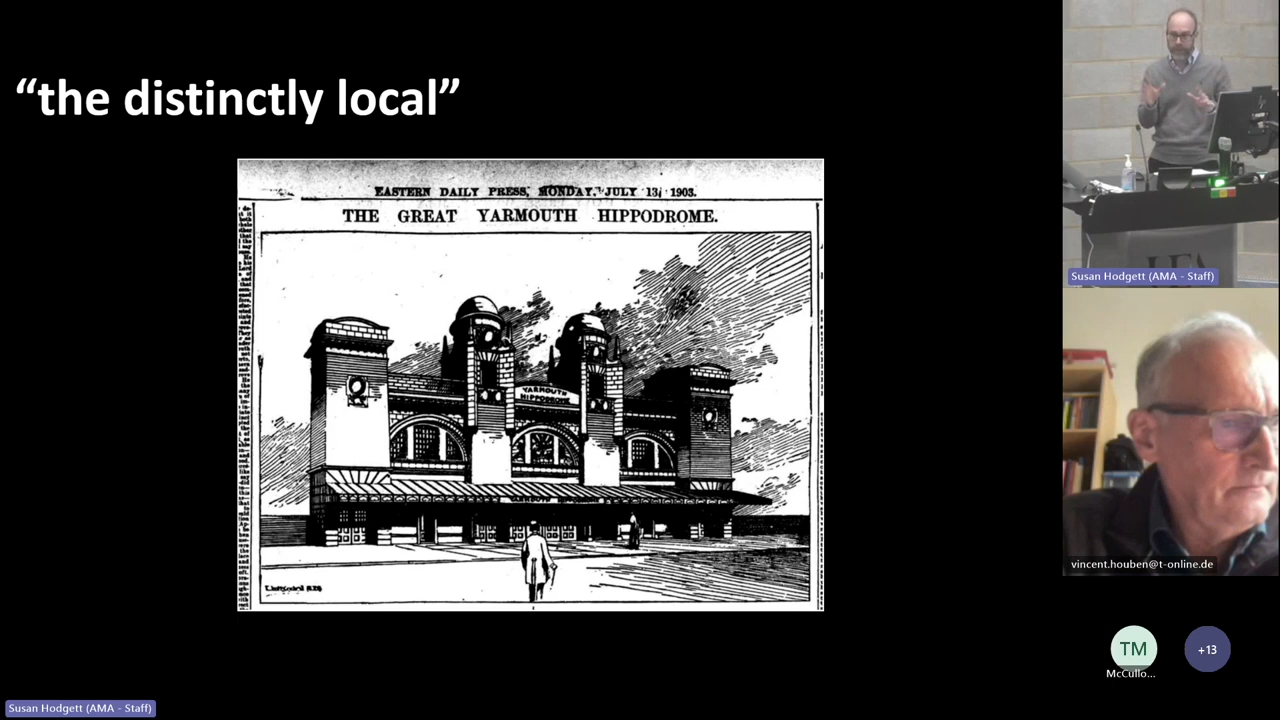 “the distinctly local”
EASTERN DAILY PRESS, MONDAY, JULY 13, 1903.
THE GREAT YARMOUTH HIPPODROME.
YARMOUTH
HIPPODROME
Susan Hodgett (AMA - Staff)
vincent.houben@t-online.de
TM
McCullo...
+13
Susan Hodgett (AMA - Staff)